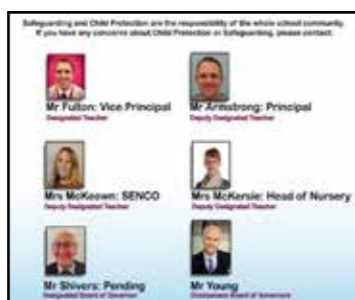 Safeguarding and Child Protection are the responsibility of the whole school community.
If you have any concerns about Child Protection or Safeguarding, please contact:
Mr Fulton: Vice Principal
Designated Teacher
Mr Armstrong: Principal
Deputy Designated Teacher
Mrs McKeown: SENCO
Deputy Designated Teacher
Mrs McKersie: Head of Nursery
Deputy Designated Teacher
Mr Shivers: Pending
Designated Board of Governor
Mr Young
Board of Governors